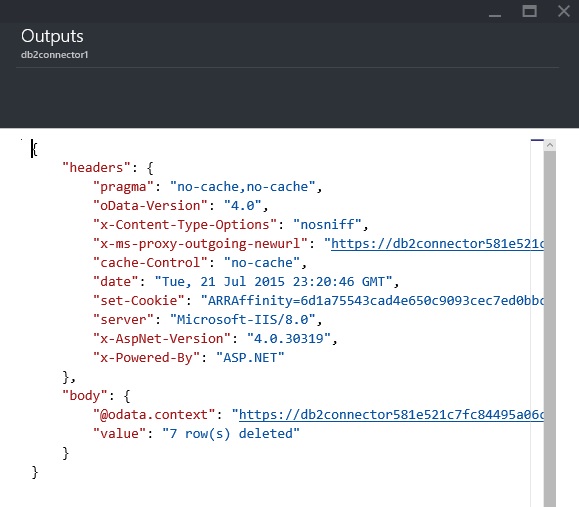 Outputs
db2connector1
{
"headers": {
"pragma": "no-cache,no-cache",
"oData-Version": "4.0",
"x-Content-Type-Options": "nosniff",
"x-ms-proxy-outgoing-newurl": "https://db2connector581e521c
"cache-Control": "no-cache",
"date": "Tue, 21 Jul 2015 23:20:46 GMT",
"set-Cookie": "ARRAffinity=6d1a75543cad4e650c9093cec7ed0bbc
"server": "Microsoft-IIS/8.0",
"x-AspNet-Version": "4.0.30319",
"x-Powered-By": "ASP.NET"
},
"body": {
"@odata.context": "https://db2connector581e521c7fc84495a06c
"value": "7 row(s) deleted"
}
}